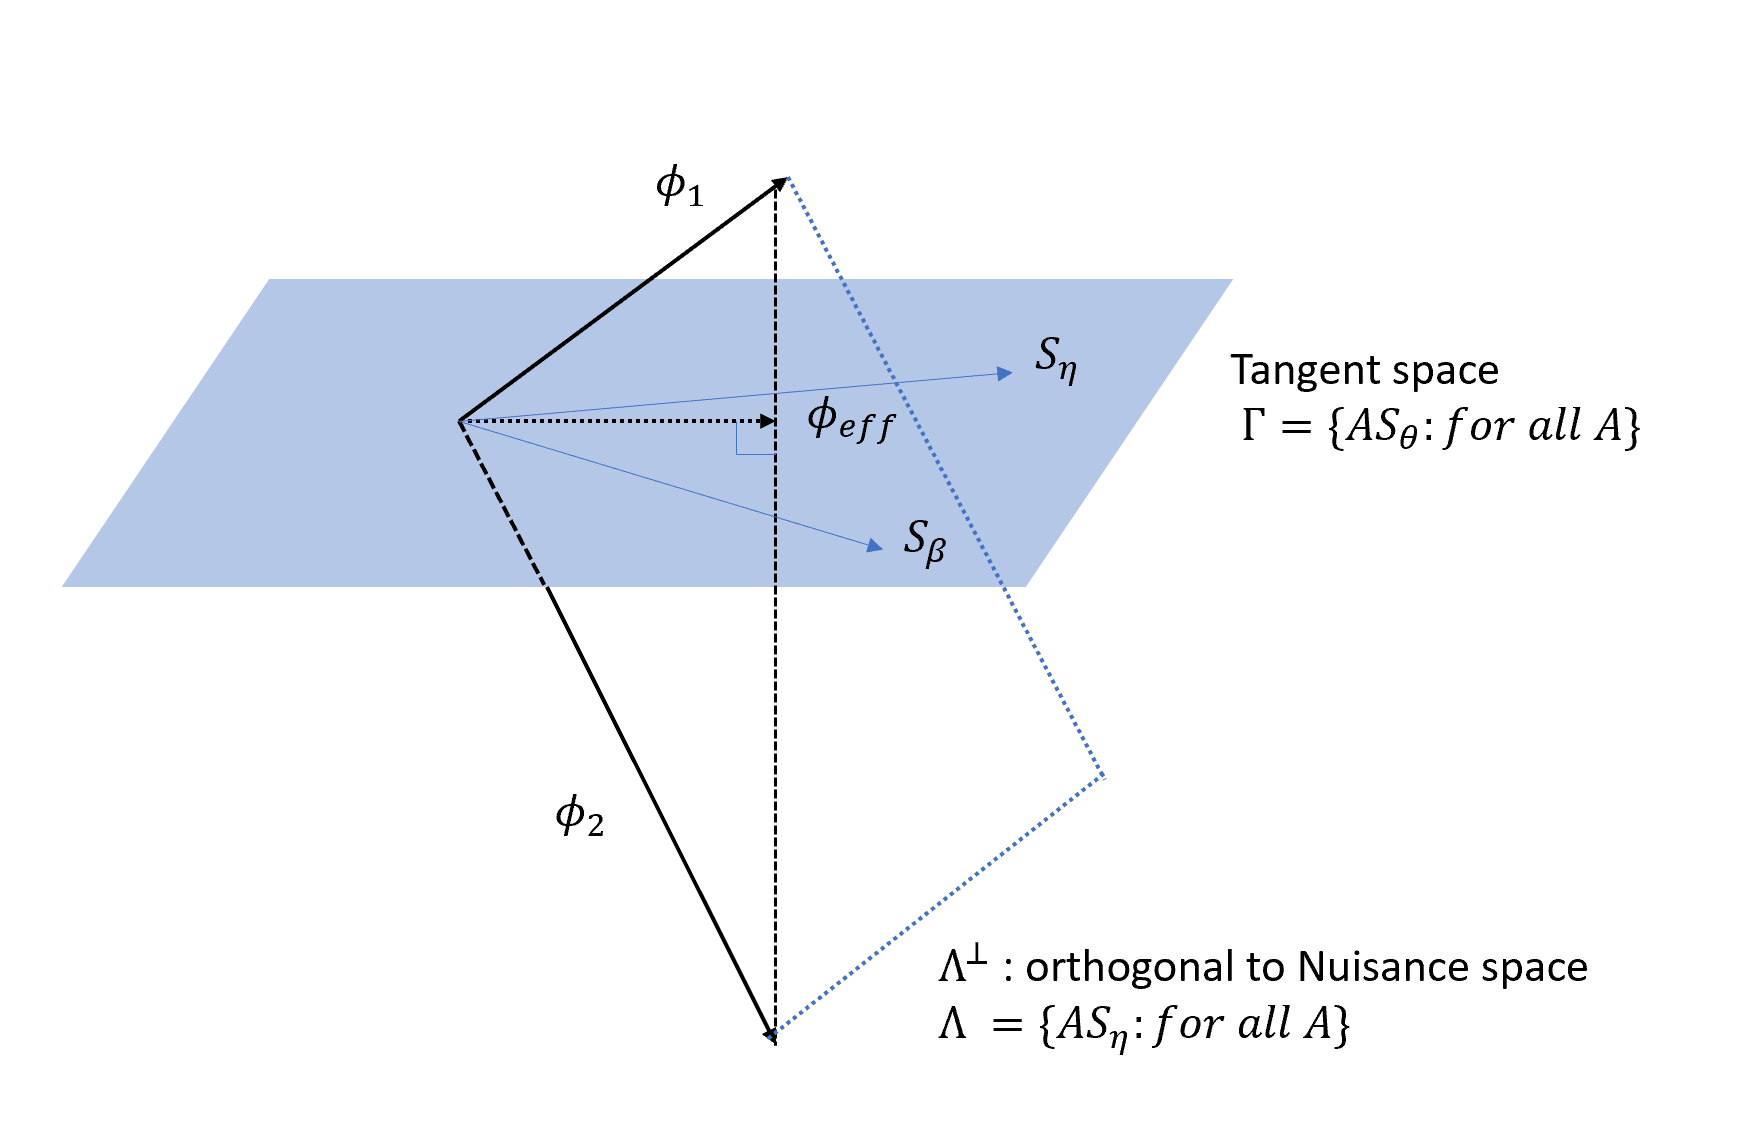 ϕ₁
S_η
Tangent space
ϕ_eff
Γ = {AS_θ: for all A}
S_β
ϕ₂
Λ^⊥ : orthogonal to Nuisance space
Λ = {AS_η: for all A}